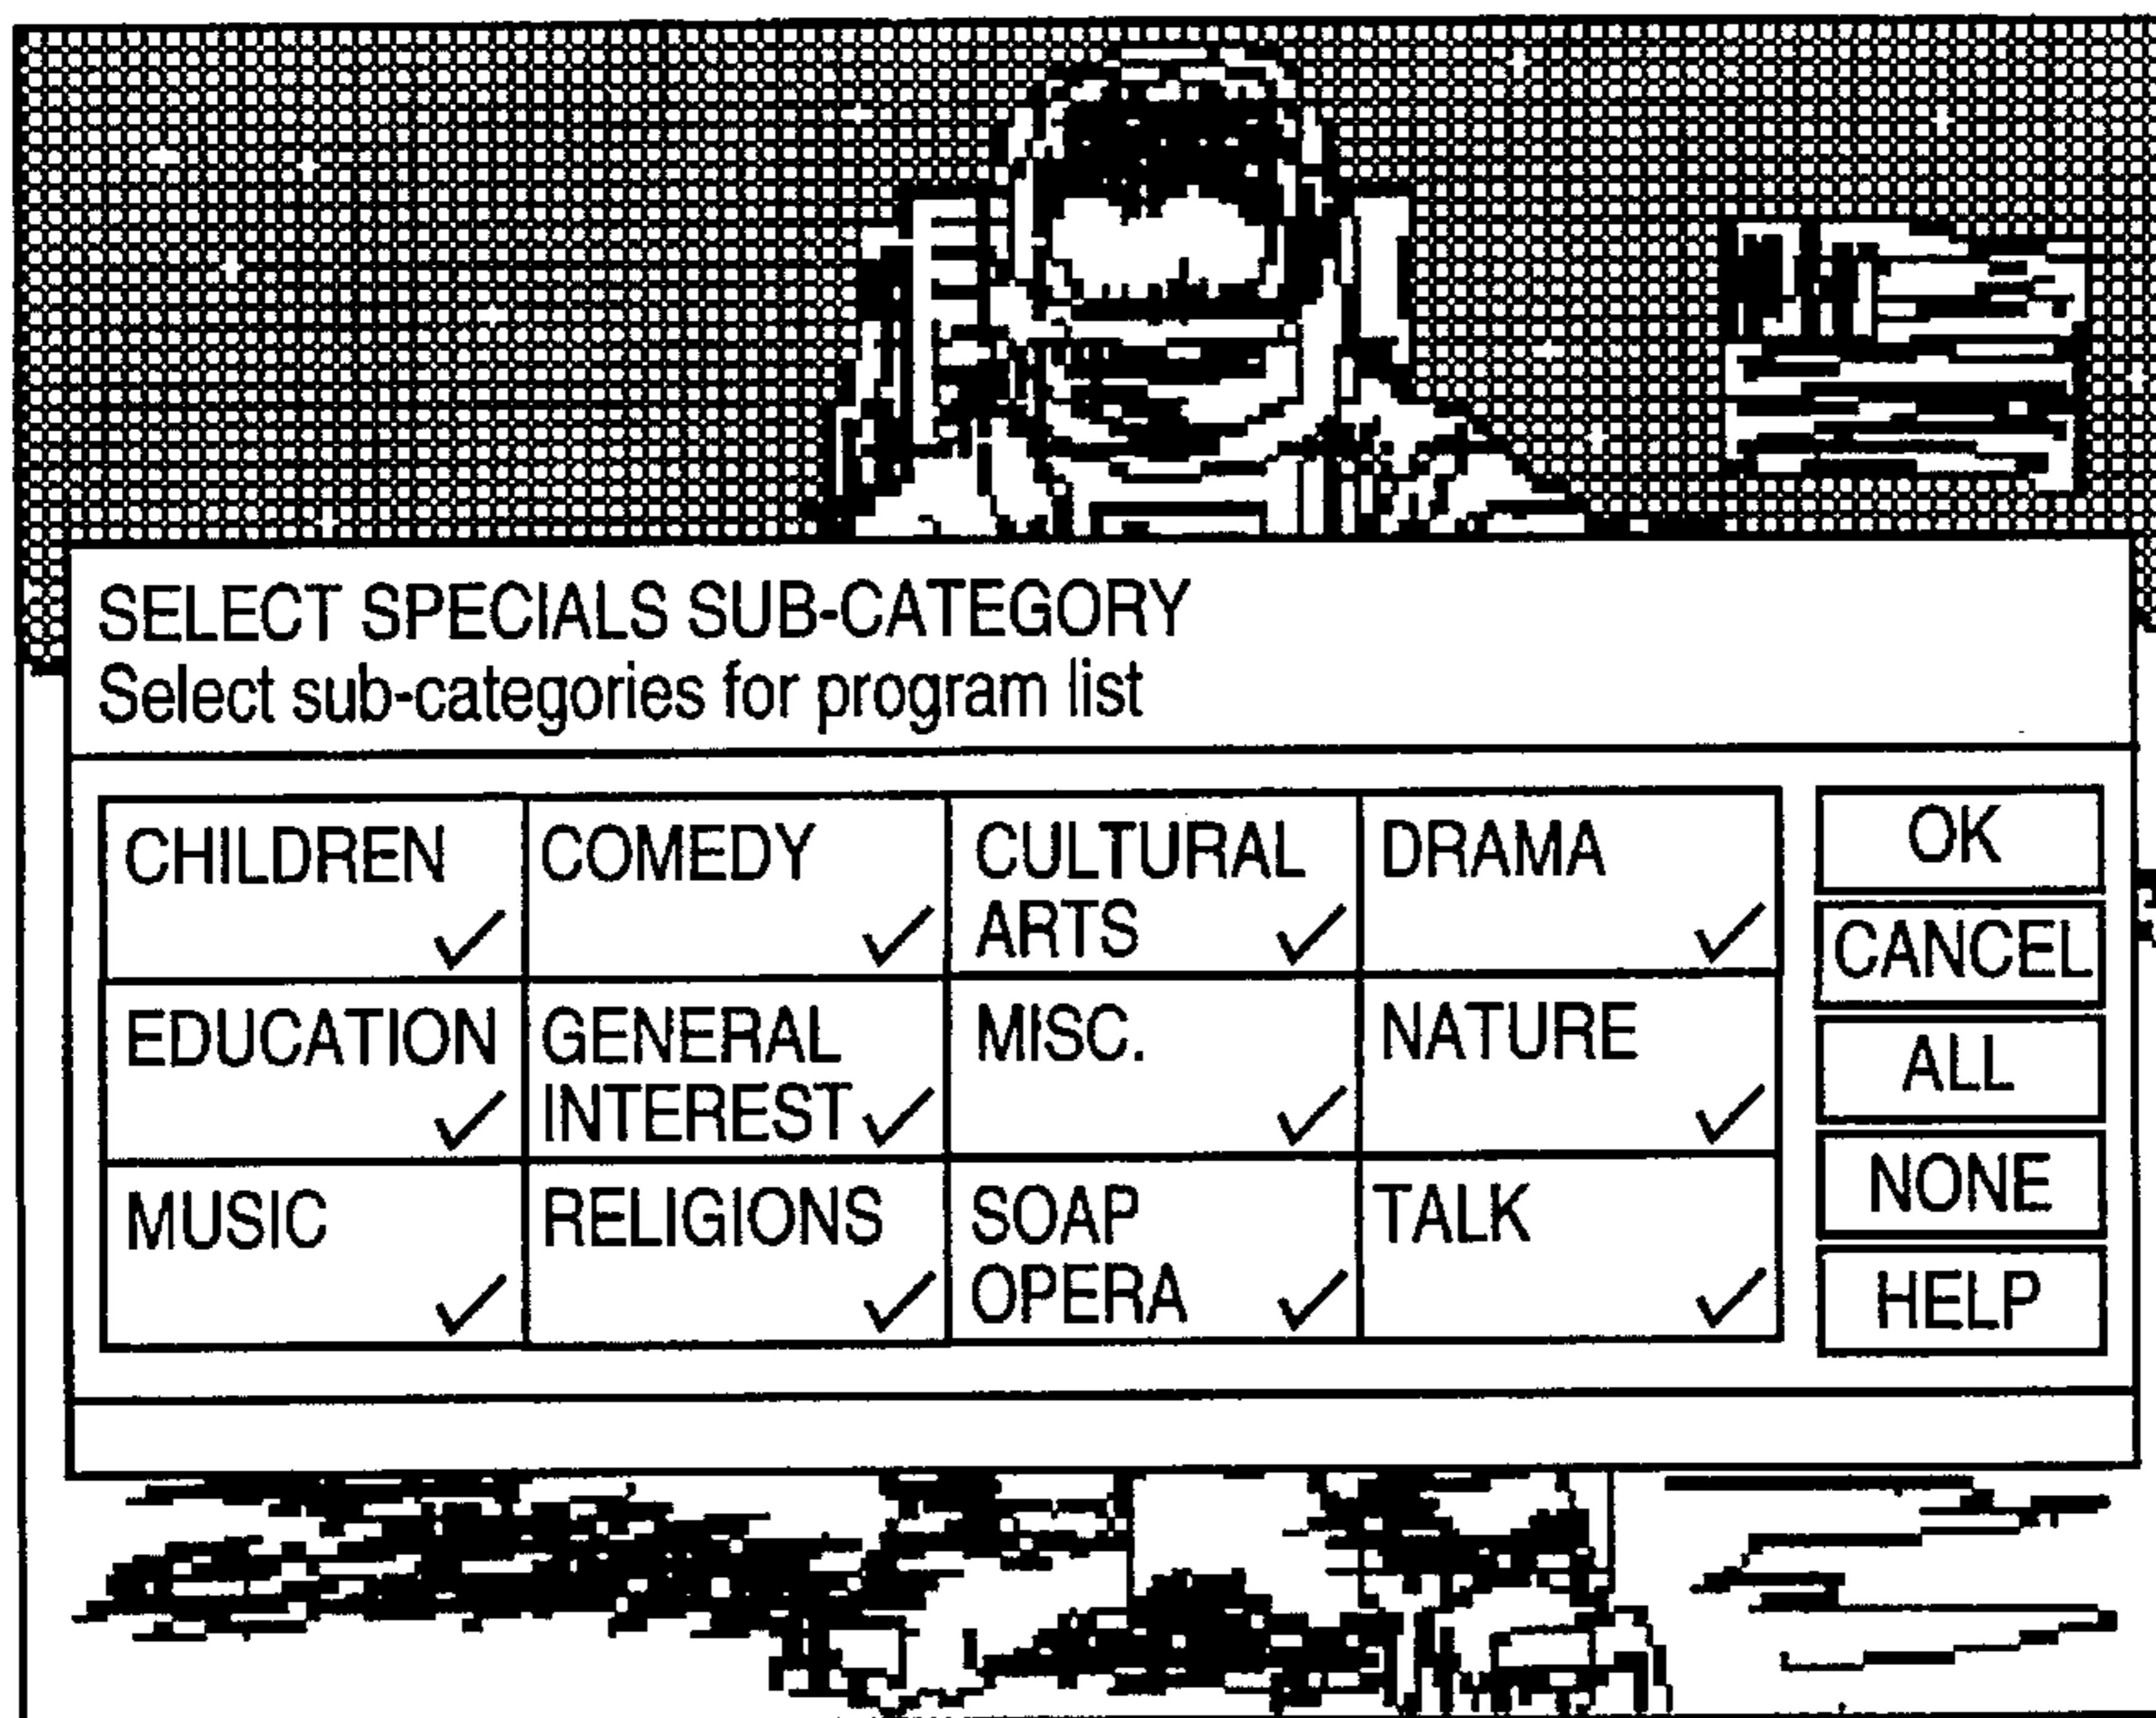 SELECT SPECIALS SUB-CATEGORY
Select sub-categories for program list
CHILDREN
COMEDY
CULTURAL
ARTS
DRAMA
EDUCATION
GENERAL
INTEREST
MISC.
NATURE
MUSIC
RELIGIONS
SOAP
OPERA
TALK
OK
CANCEL
ALL
NONE
HELP